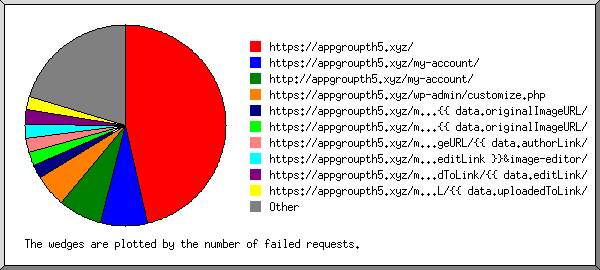 https://appgroupth5.xyz/
https://appgroupth5.xyz/my-account/
http://appgroupth5.xyz/my-account/
https://appgroupth5.xyz/wp-admin/customize.php
https://appgroupth5.xyz/m...{{ data.originalImageURL/
https://appgroupth5.xyz/m...{{ data.originalImageURL/
https://appgroupth5.xyz/m...geURL/{{ data.authorLink/
https://appgroupth5.xyz/m...editLink }}&image-editor/
https://appgroupth5.xyz/m...dToLink/{{ data.editLink/
https://appgroupth5.xyz/m...L/{{ data.uploadedToLink/
Other
The wedges are plotted by the number of failed requests.